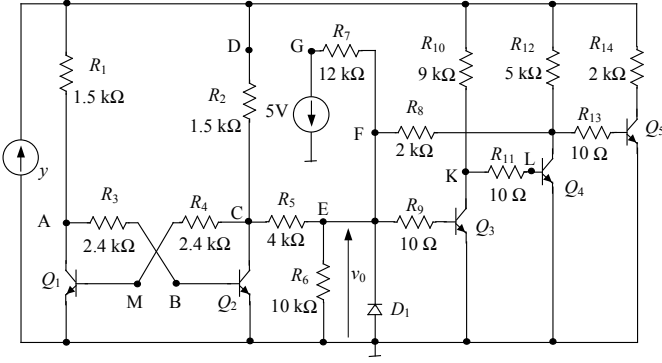 G R7 R10 R12 R14
D 12 kΩ 9 kΩ 5 kΩ 2 kΩ
R1 R2 5V R8 R13
1.5 kΩ 1.5 kΩ F 2 kΩ 10 Ω Q5
y R11 L
K 10 Ω Q4
R3 R4 C R5 E R9
A 2.4 kΩ 2.4 kΩ 4 kΩ 10 Ω Q3
Q1 M B Q2 R6 v0 D1
10 kΩ